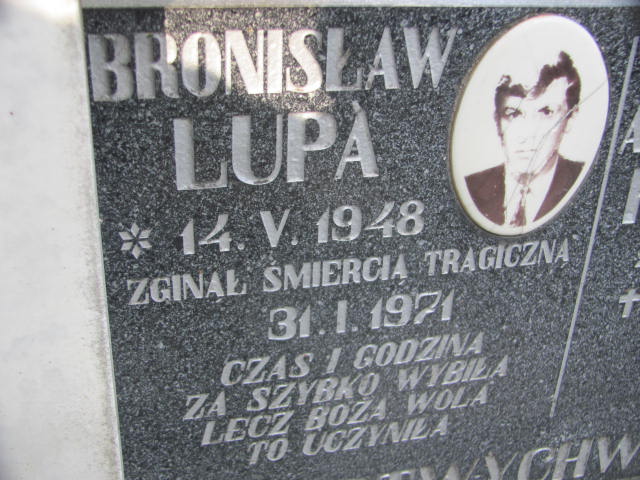 BRONISŁAW
LUPA
* 14. V. 1948
ZGINĄŁ ŚMIERCIĄ TRAGICZNĄ
31. I. 1971
CZAS I GODZINA
ZA SZYBKO WYBIŁA
LECZ BOŻA WOLA
TO UCZYNIŁA